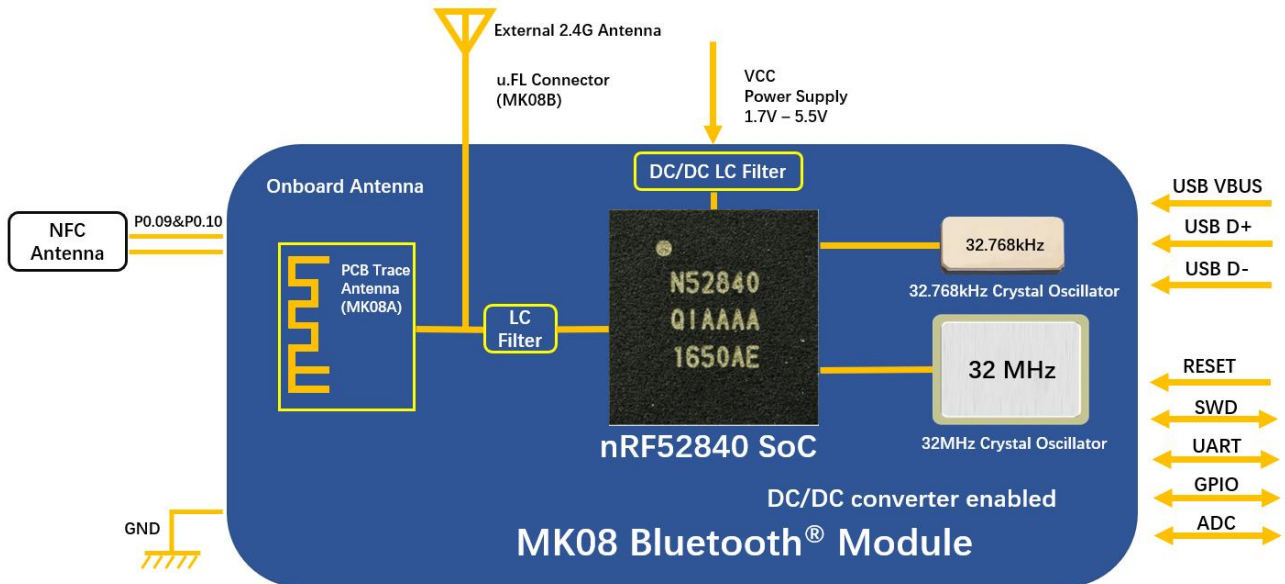 External 2.4G Antenna
u.FL Connector
(MK08B)
VCC
Power Supply
1.7V – 5.5V
DC/DC LC Filter
Onboard Antenna
NFC
Antenna
P0.09&P0.10
PCB Trace
Antenna
(MK08A)
LC
Filter
N52840
QIAAAA
1650AE
nRF52840 SoC
32.768kHz
32.768kHz Crystal Oscillator
32 MHz
32MHz Crystal Oscillator
USB VBUS
USB D+
USB D-
RESET
SWD
UART
GPIO
ADC
GND
DC/DC converter enabled
MK08 Bluetooth® Module